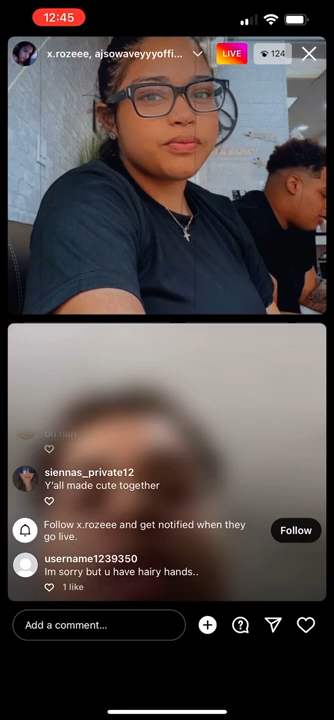 12:45
x.rozeee, ajsowaveyyyoffi...
LIVE
124
siennas_private12
Y'all made cute together
Follow x.rozeee and get notified when they
go live.
Follow
username1239350
Im sorry but u have hairy hands..
1 like
Add a comment...